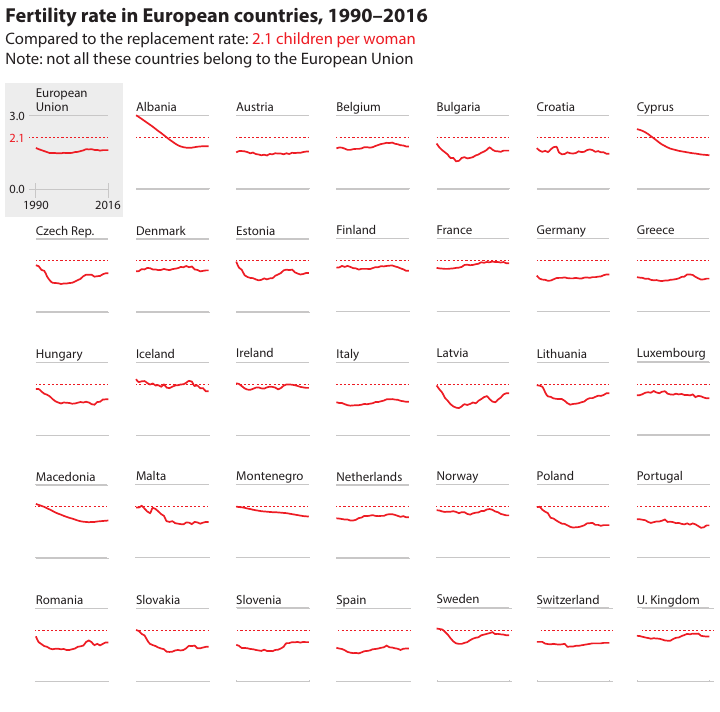 Fertility rate in European countries, 1990–2016
Compared to the replacement rate: 2.1 children per woman
Note: not all these countries belong to the European Union
European
Union
Albania
Austria
Belgium
Bulgaria
Croatia
Cyprus
3.0
2.1
0.0
1990
2016
Czech Rep.
Denmark
Estonia
Finland
France
Germany
Greece
Hungary
Iceland
Ireland
Italy
Latvia
Lithuania
Luxembourg
Macedonia
Malta
Montenegro
Netherlands
Norway
Poland
Portugal
Romania
Slovakia
Slovenia
Spain
Sweden
Switzerland
U. Kingdom